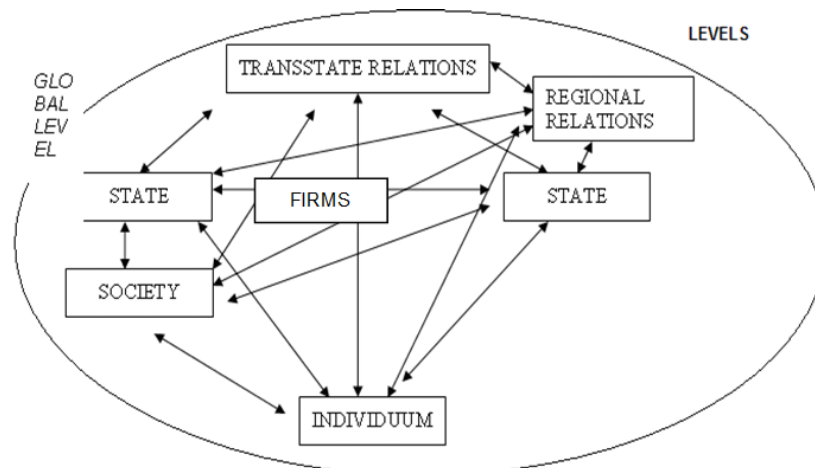 LEVELS
TRANSSTATE RELATIONS
GLO
BAL
LEV
EL
REGIONAL
RELATIONS
STATE
FIRMS
STATE
SOCIETY
INDIVIDUUM